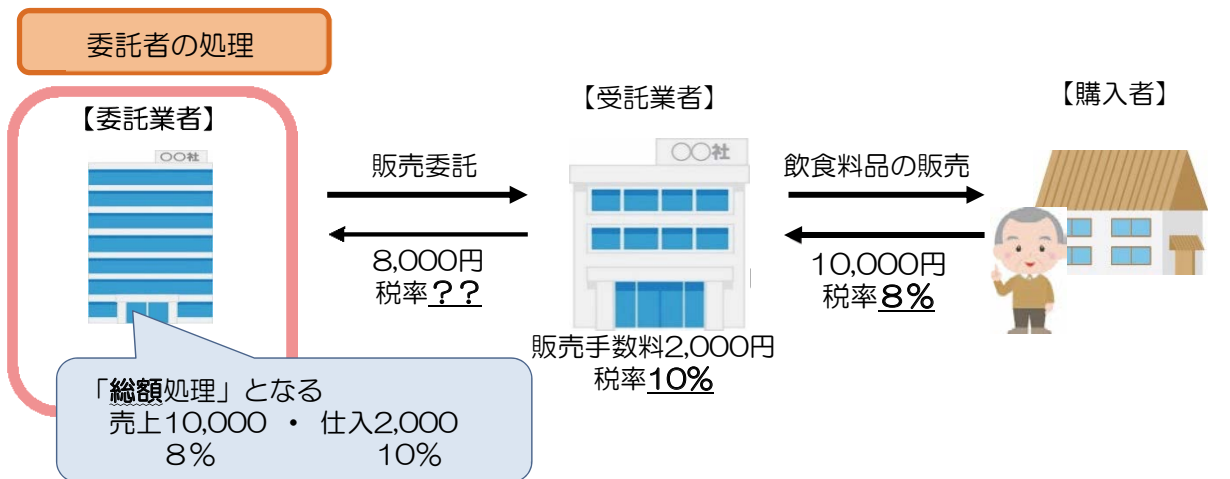 委託者の処理
【委託業者】
〇〇社
販売委託
8,000円
税率??
【受託業者】
〇〇社
販売手数料2,000円
税率10%
飲食料品の販売
10,000円
税率8%
【購入者】
「総額処理」となる
売上10,000 ・ 仕入2,000
8% 10%